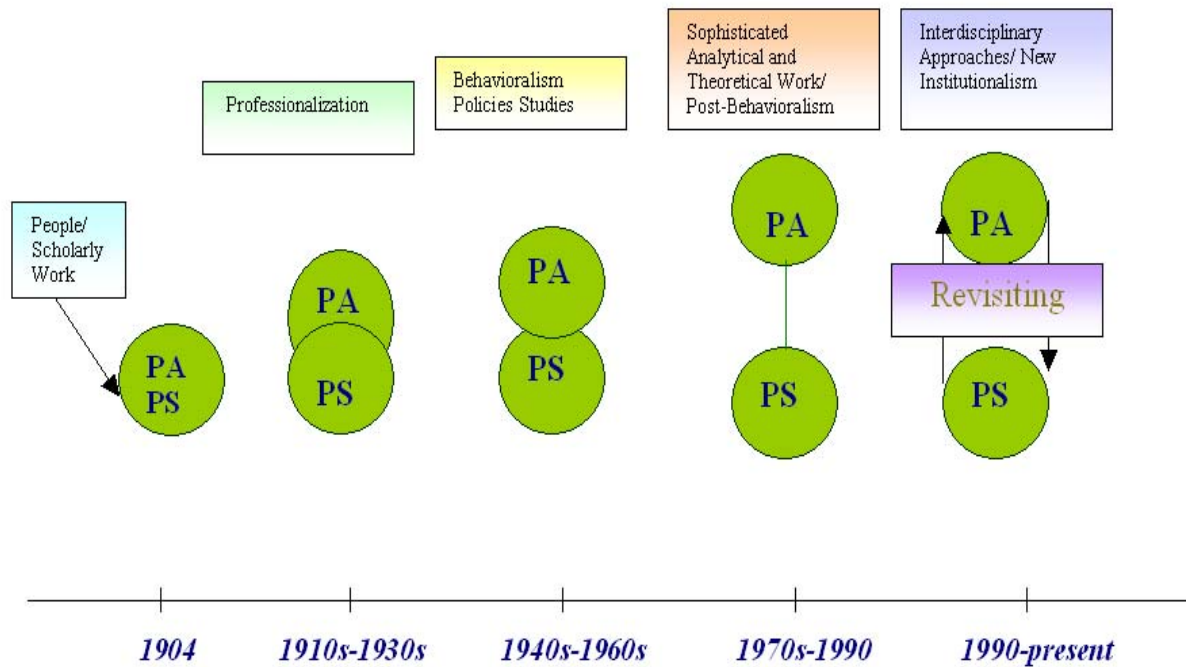 People/
Scholarly
Work
PA
PS
Professionalization
PA
PS
Behavioralism
Policies Studies
PA
PS
Sophisticated
Analytical and
Theoretical Work/
Post-Behavioralism
PA
PS
Interdisciplinary
Approaches/ New
Institutionalism
PA
Revisiting
PS
1904
1910s-1930s
1940s-1960s
1970s-1990
1990-present